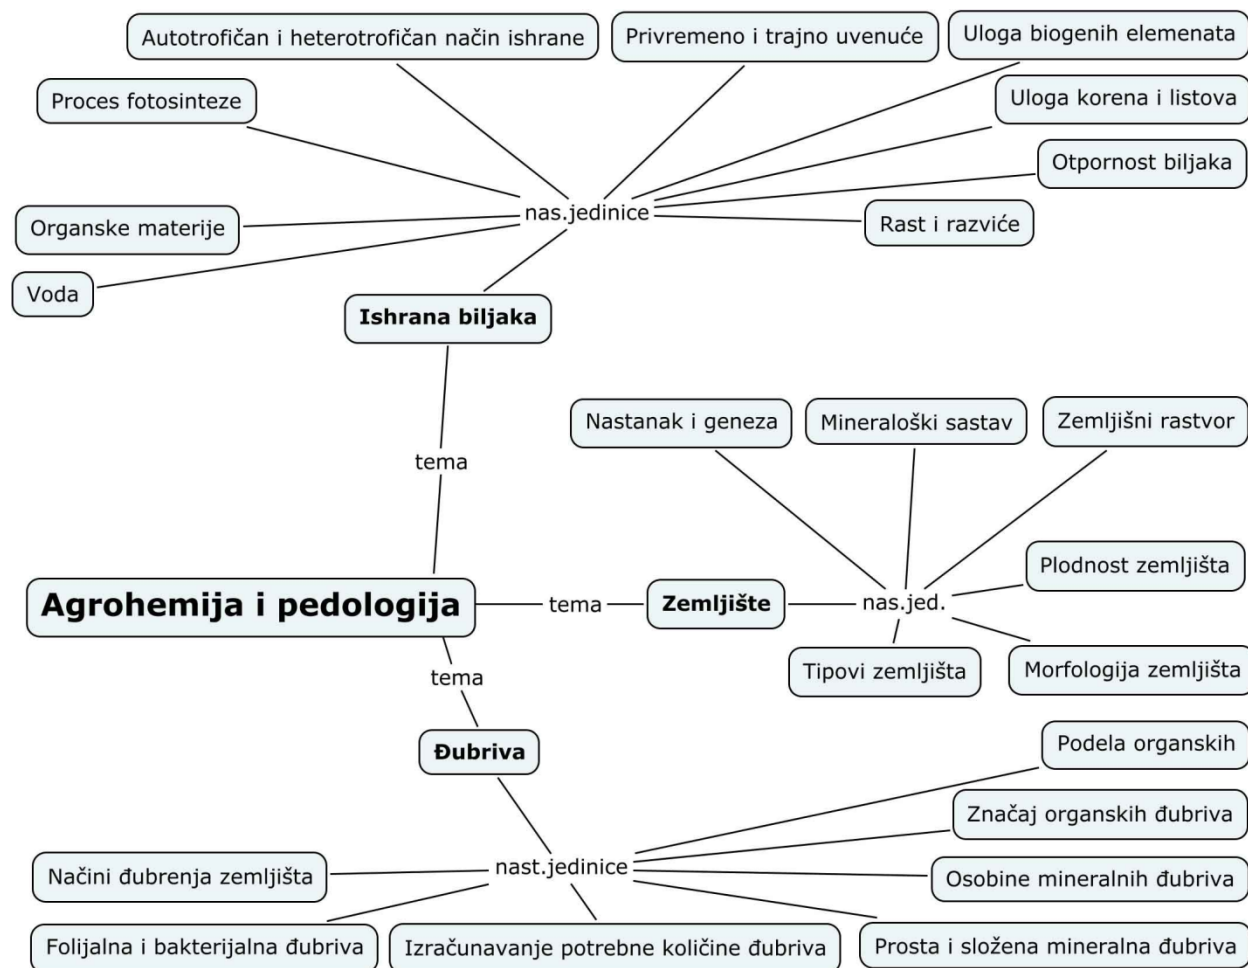 Autotrofičan i heterotrofičan način ishrane
Privremeno i trajno uvenuće
Uloga biogenih elemenata
Proces fotosinteze
Uloga korena i listova
Otpornost biljaka
Organske materije
nas.jedinice
Rast i razviće
Voda
Ishrana biljaka
Nastanak i geneza
Mineraloški sastav
Zemljišni rastvor
tema
Plodnost zemljišta
Agrohemija i pedologija
tema
Zemljište
nas.jed.
Tipovi zemljišta
Morfologija zemljišta
tema
Đubriva
Podela organskih
Značaj organskih đubriva
nast.jedinice
Načini đubrenja zemljišta
Osobine mineralnih đubriva
Folijalna i bakterijalna đubriva
Izračunavanje potrebne količine đubriva
Prosta i složena mineralna đubriva